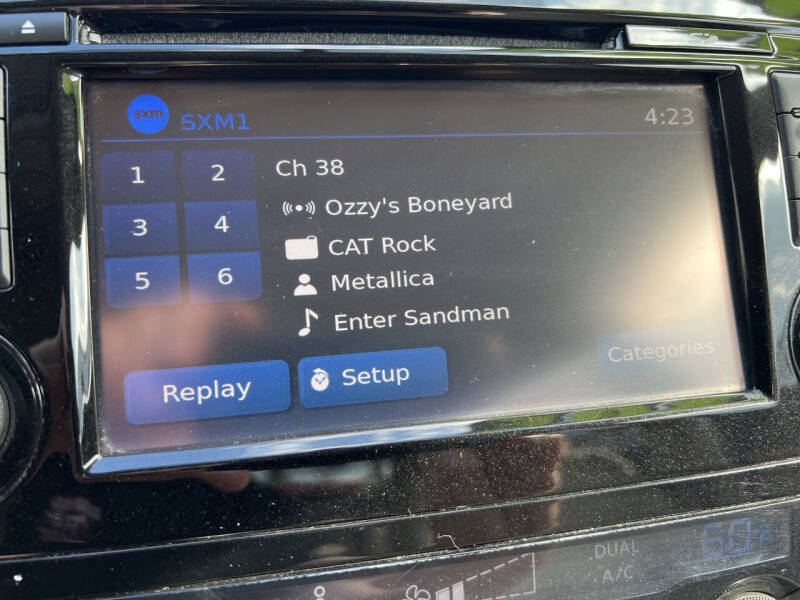 sxm SXM1 4:23
1 2
3 4
5 6
Ch 38
Ozzy's Boneyard
CAT Rock
Metallica
Enter Sandman
Categories
Replay Setup
DUAL
A/C
60°F